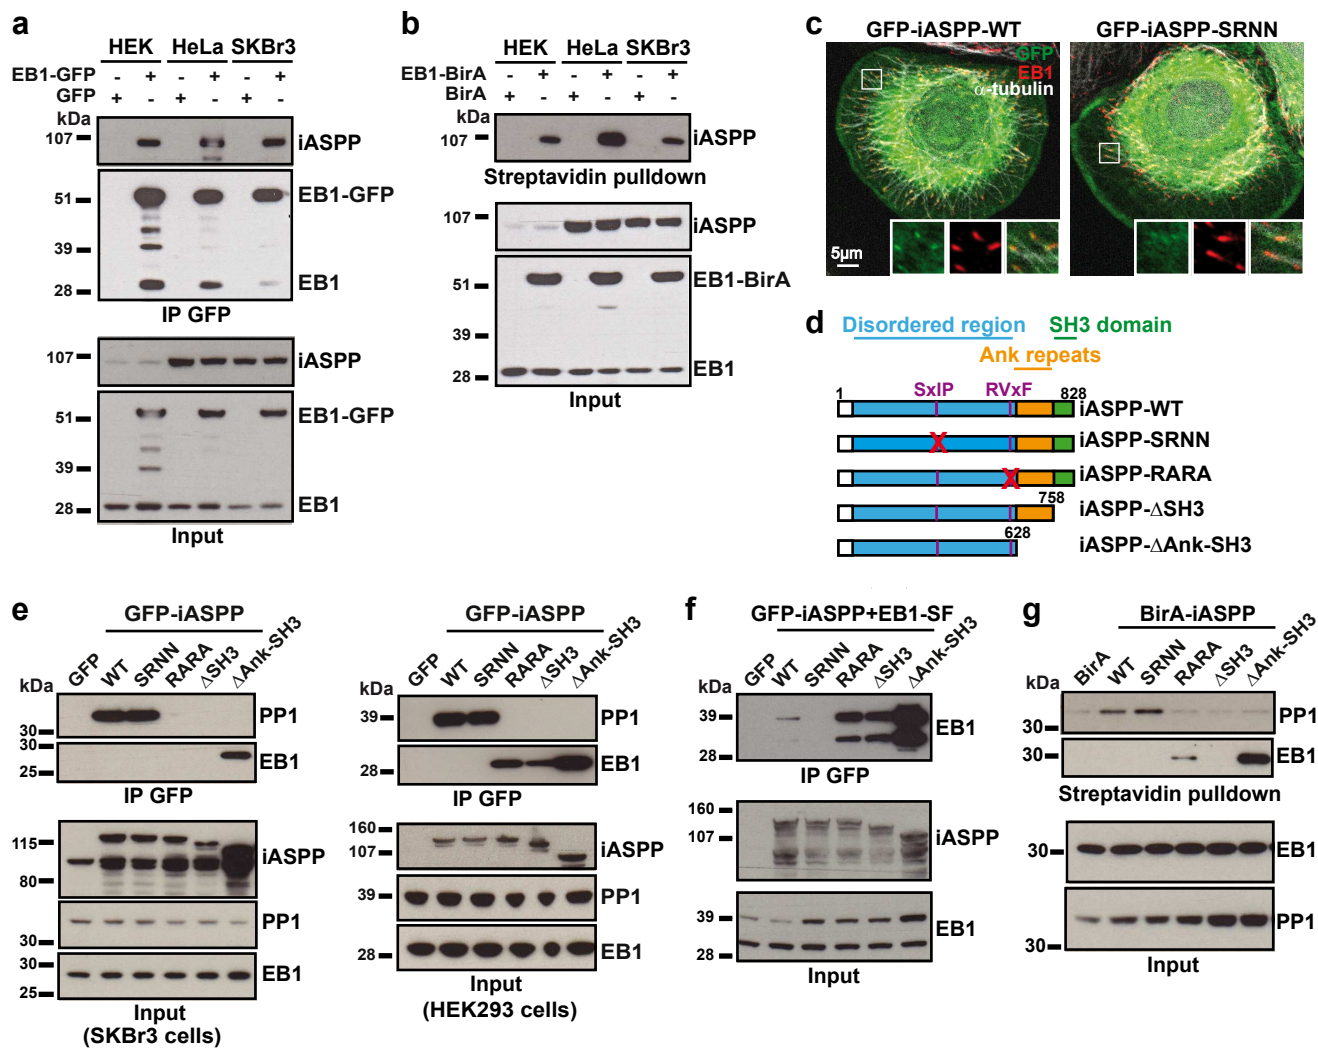 a
HEK HeLa SKBr3
EB1-GFP - + - + - +
GFP + - + - + -
kDa
107 iASPP
51 EB1-GFP
39
28 EB1
IP GFP
107 iASPP
51 EB1-GFP
39
28 EB1
Input
b
HEK HeLa SKBr3
EB1-BirA - + - + - +
BirA + - + - + -
kDa
107 iASPP
Streptavidin pulldown
107 iASPP
51 EB1-BirA
39
28 EB1
Input
c
GFP-iASPP-WT GFP-iASPP-SRNN
GFP
EB1
α-tubulin
5µm
d
Disordered region SH3 domain
Ank repeats
1 SxIP RVxF 828
iASPP-WT
iASPP-SRNN
X
iASPP-RARA
X
758
iASPP-ΔSH3
628
iASPP-ΔAnk-SH3
e
GFP-iASPP
GFP WT SRNN RARA ΔSH3 ΔAnk-SH3
kDa
30 PP1
30
25 EB1
IP GFP
115 iASPP
80
30 PP1
30 EB1
25
Input
(SKBr3 cells)
GFP-iASPP
GFP WT SRNN RARA ΔSH3 ΔAnk-SH3
kDa
39 PP1
28 EB1
IP GFP
160
107 iASPP
39 PP1
28 EB1
Input
(HEK293 cells)
f
GFP-iASPP+EB1-SF
GFP WT SRNN RARA ΔSH3 ΔAnk-SH3
kDa
39 EB1
28
IP GFP
160
107 iASPP
39 EB1
28
Input
g
BirA-iASPP
BirA WT SRNN RARA ΔSH3 ΔAnk-SH3
kDa
30 PP1
30 EB1
Streptavidin pulldown
30 EB1
30 PP1
Input